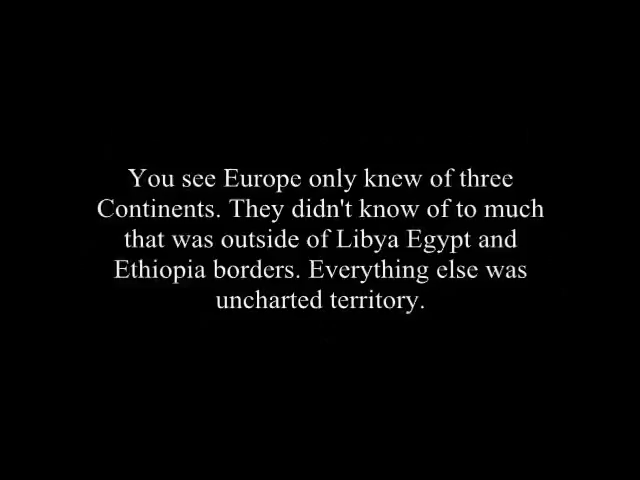 You see Europe only knew of three
Continents. They didn't know of to much
that was outside of Libya Egypt and
Ethiopia borders. Everything else was
uncharted territory.